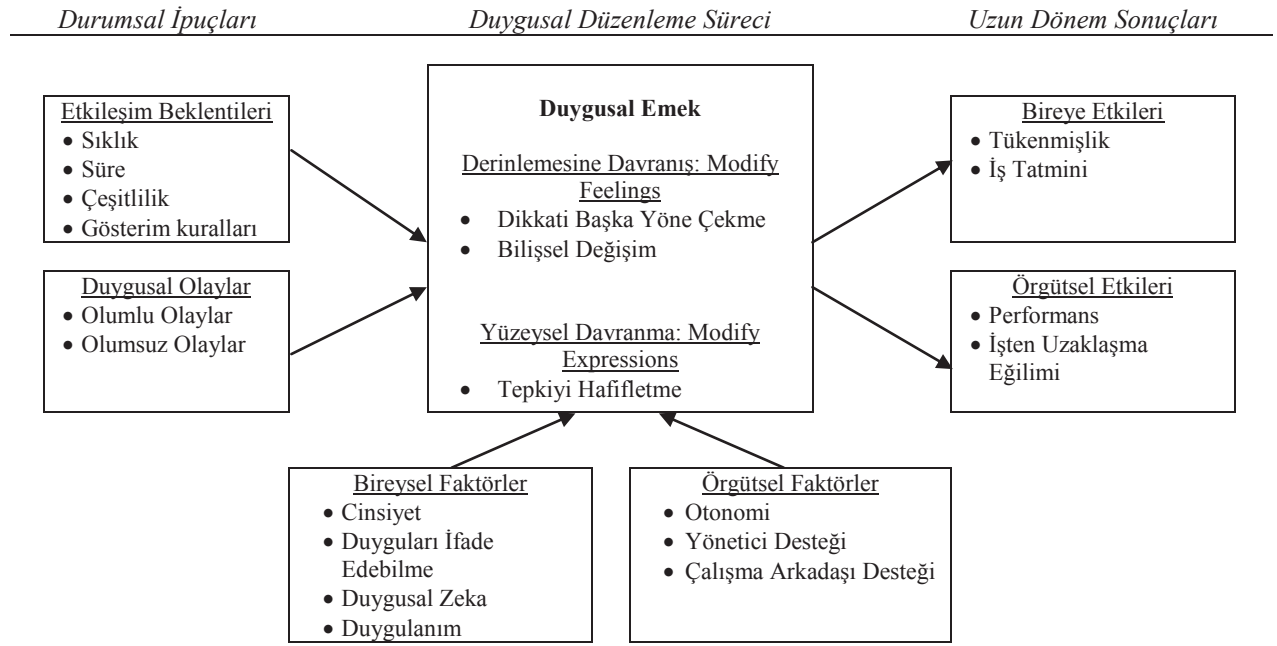 Durumsal İpuçları
Duygusal Düzenleme Süreci
Uzun Dönem Sonuçları
Etkileşim Beklentileri
• Sıklık
• Süre
• Çeşitlilik
• Gösterim kuralları
Duygusal Olaylar
• Olumlu Olaylar
• Olumsuz Olaylar
Duygusal Emek
Derinlemesine Davranış: Modify
Feelings
• Dikkati Başka Yöne Çekme
• Bilişsel Değişim
Yüzeysel Davranma: Modify
Expressions
• Tepkiyi Hafifletme
Bireye Etkileri
• Tükenmişlik
• İş Tatmini
Örgütsel Etkileri
• Performans
• İşten Uzaklaşma
Eğilimi
Bireysel Faktörler
• Cinsiyet
• Duyguları İfade
Edebilme
• Duygusal Zeka
• Duygulanım
Örgütsel Faktörler
• Otonomi
• Yönetici Desteği
• Çalışma Arkadaşı Desteği